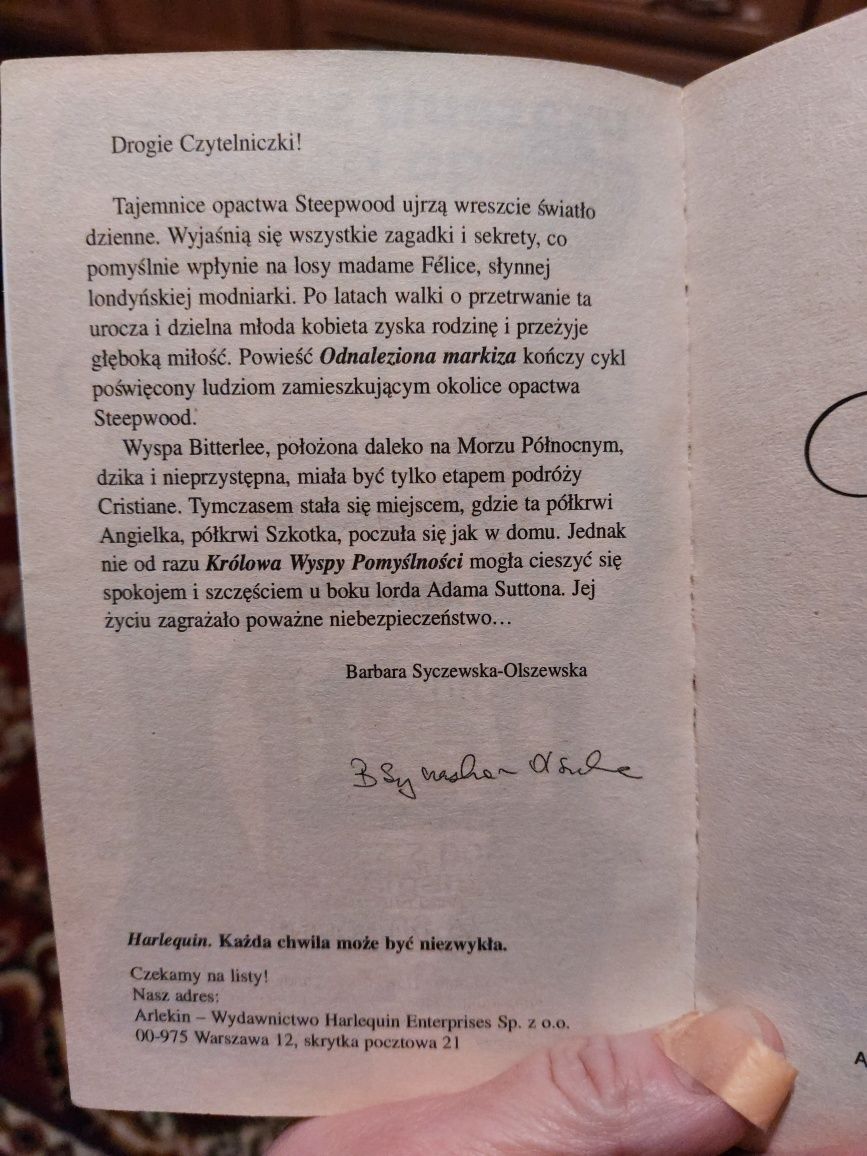 Drogie Czytelniczki!
Tajemnice opactwa Steepwood ujrzą wreszcie światło
dzienne. Wyjaśnią się wszystkie zagadki i sekrety, co
pomyślnie wpłynie na losy madame Félice, słynnej
londyńskiej modniarki. Po latach walki o przetrwanie ta
urocza i dzielna młoda kobieta zyska rodzinę i przeżyje
głęboką miłość. Powieść Odnaleziona markiza kończy cykl
poświęcony ludziom zamieszkującym okolice opactwa
Steepwood.
Wyspa Bitterlee, położona daleko na Morzu Północnym,
dzika i nieprzystępna, miała być tylko etapem podróży
Cristiane. Tymczasem stała się miejscem, gdzie ta półkrwi
Angielka, półkrwi Szkotka, poczuła się jak w domu. Jednak
nie od razu Królowa Wyspy Pomyślności mogła cieszyć się
spokojem i szczęściem u boku lorda Adama Suttona. Jej
życiu zagrażało poważne niebezpieczeństwo...
Barbara Syczewska-Olszewska
Harlequin. Każda chwila może być niezwykła.
Czekamy na listy!
Nasz adres:
Arlekin – Wydawnictwo Harlequin Enterprises Sp. z o.o.
00-975 Warszawa 12, skrytka pocztowa 21